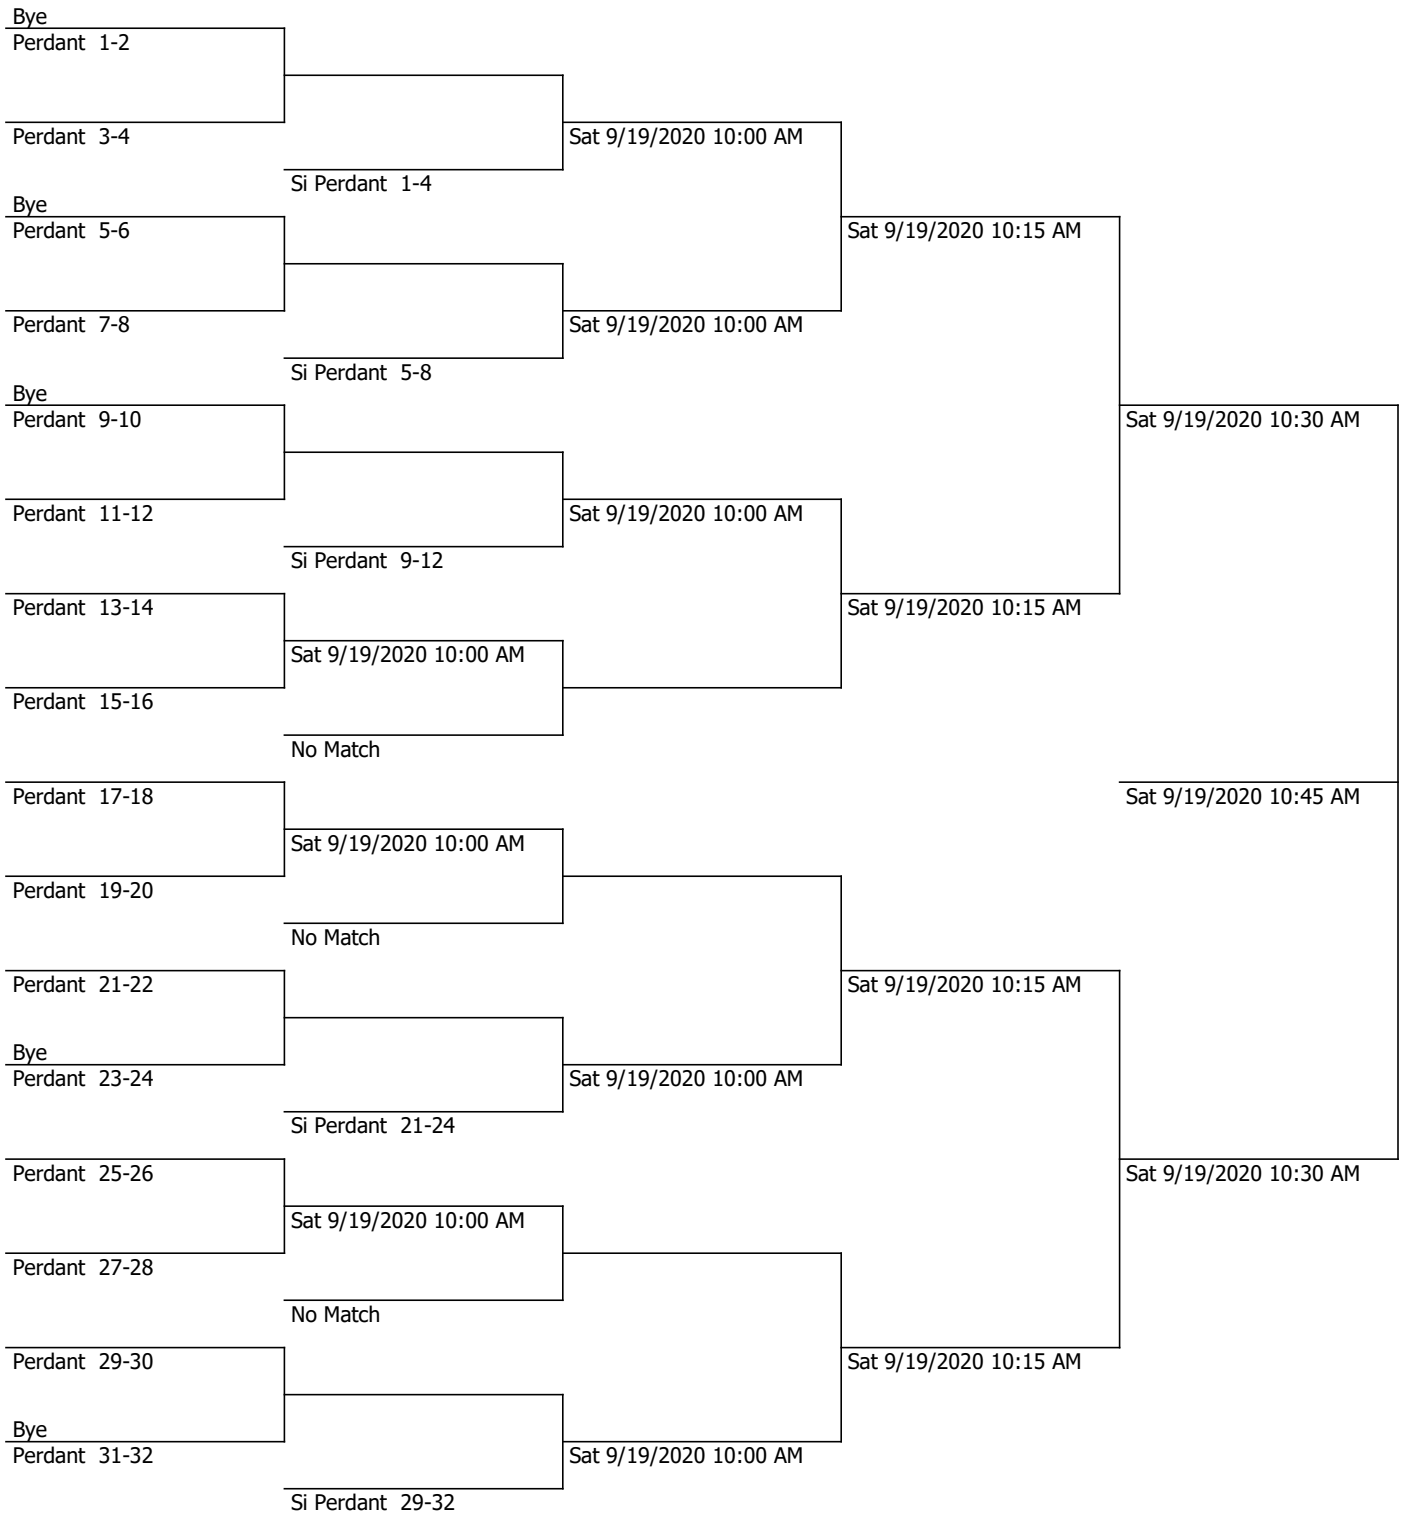 Bye
Perdant 1-2
Perdant 3-4
Sat 9/19/2020 10:00 AM
Si Perdant 1-4
Bye
Perdant 5-6
Sat 9/19/2020 10:15 AM
Perdant 7-8
Sat 9/19/2020 10:00 AM
Si Perdant 5-8
Bye
Perdant 9-10
Sat 9/19/2020 10:30 AM
Perdant 11-12
Sat 9/19/2020 10:00 AM
Si Perdant 9-12
Perdant 13-14
Sat 9/19/2020 10:15 AM
Sat 9/19/2020 10:00 AM
Perdant 15-16
No Match
Perdant 17-18
Sat 9/19/2020 10:45 AM
Sat 9/19/2020 10:00 AM
Perdant 19-20
No Match
Perdant 21-22
Sat 9/19/2020 10:15 AM
Bye
Perdant 23-24
Sat 9/19/2020 10:00 AM
Si Perdant 21-24
Perdant 25-26
Sat 9/19/2020 10:30 AM
Sat 9/19/2020 10:00 AM
Perdant 27-28
No Match
Perdant 29-30
Sat 9/19/2020 10:15 AM
Bye
Perdant 31-32
Sat 9/19/2020 10:00 AM
Si Perdant 29-32